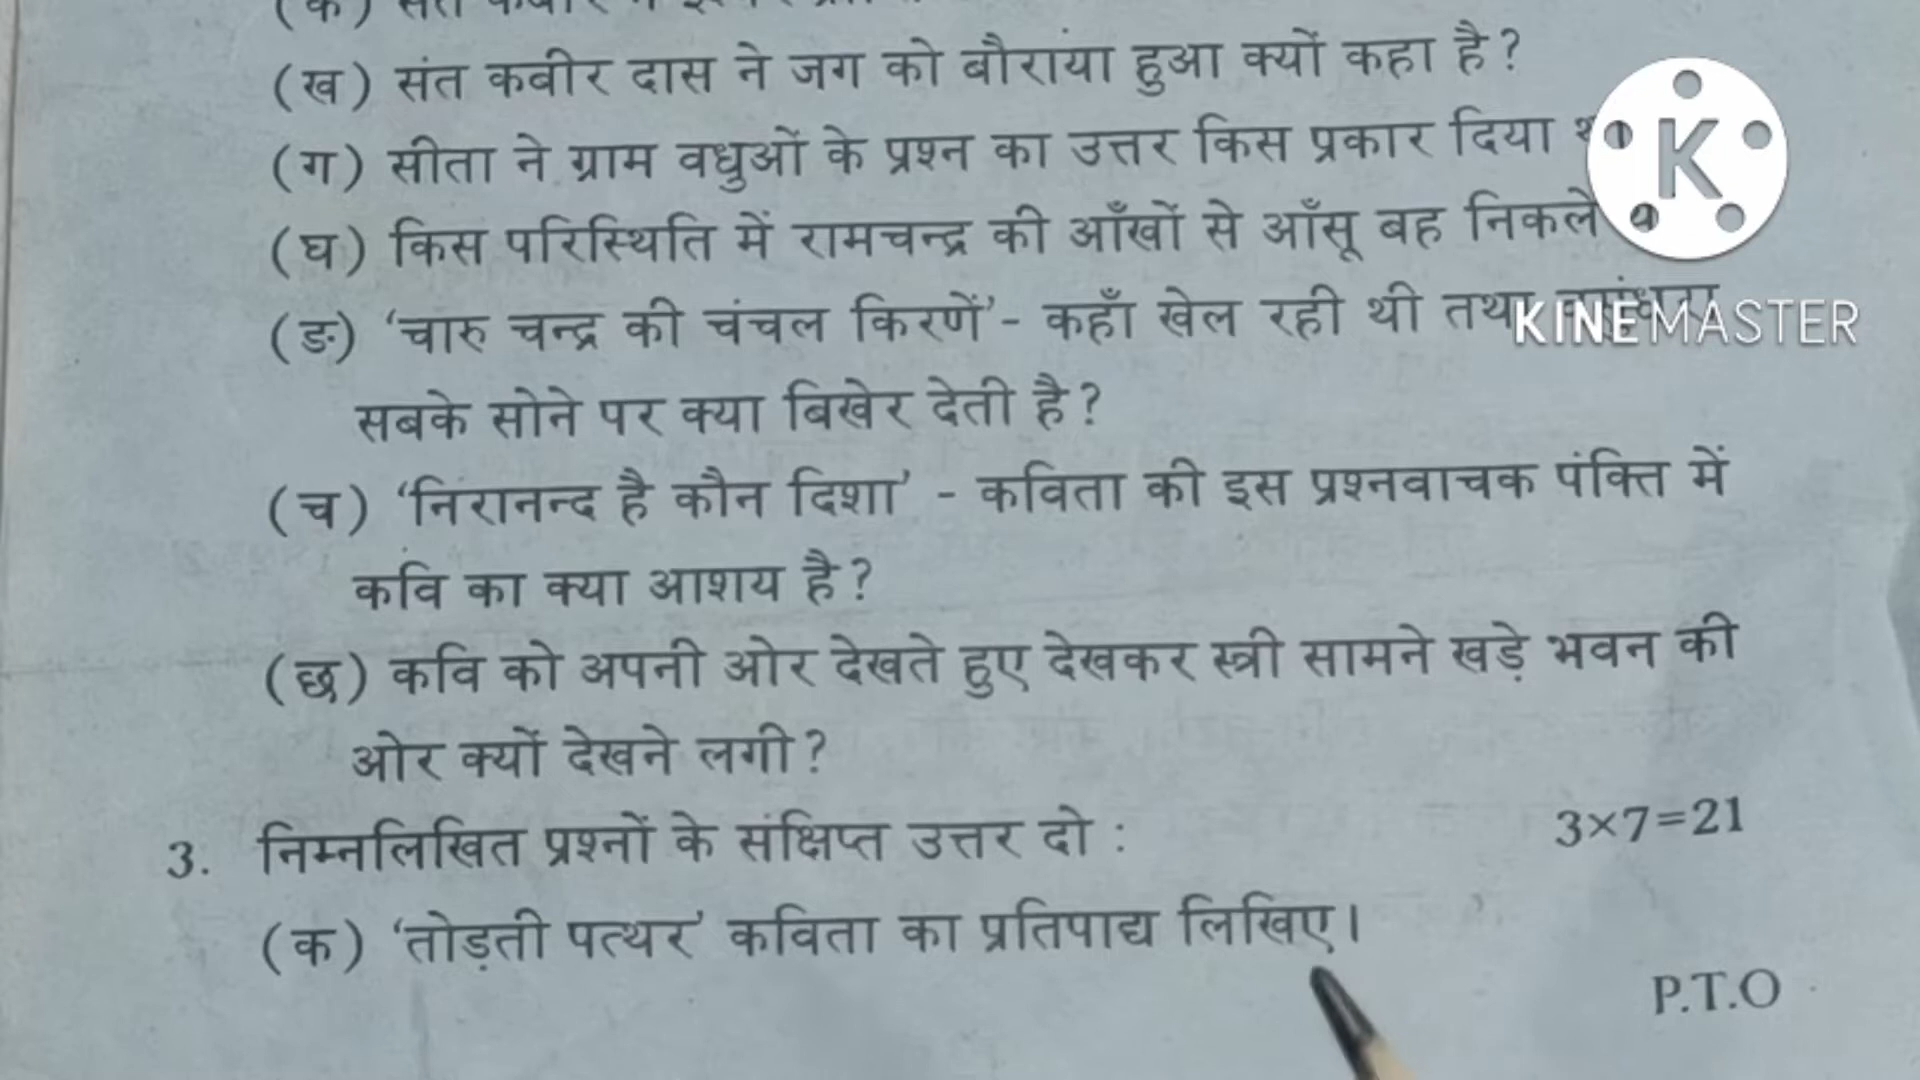 (ख) संत कबीर दास ने जग को बौरांया हुआ क्यों कहा है?
(ग) सीता ने ग्राम वधुओं के प्रश्न का उत्तर किस प्रकार दिया
(घ) किस परिस्थिति में रामचन्द्र की आँखों से आँसू बह निकले
(ङ) ‘चारु चन्द्र की चंचल किरणें’- कहाँ खेल रही थी तथा
सबके सोने पर क्या बिखेर देती है?
(च) ‘निरानन्द है कौन दिशा’ - कविता की इस प्रश्नवाचक पंक्ति में
कवि का क्या आशय है?
(छ) कवि को अपनी ओर देखते हुए देखकर स्त्री सामने खड़े भवन की
ओर क्यों देखने लगी?
3. निम्नलिखित प्रश्नों के संक्षिप्त उत्तर दो : 3×7=21
(क) ‘तोड़ती पत्थर’ कविता का प्रतिपाद्य लिखिए।
P.T.O
K
KINEMASTER